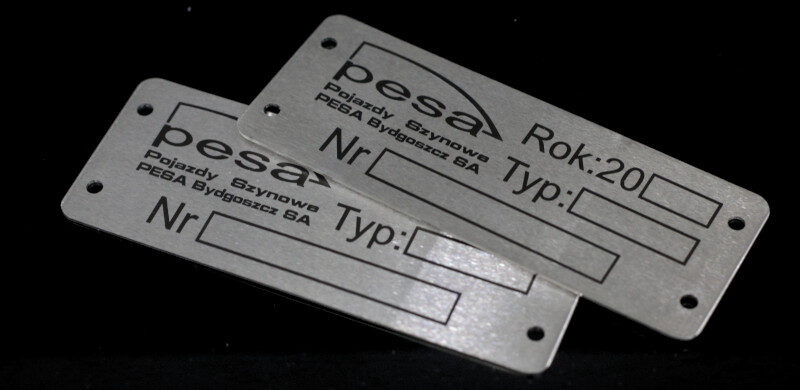 pesa
Pojazdy Szynowe
PESA Bydgoszcz SA
Rok:20
Typ:
Nr
pesa
Pojazdy Szynowe
PESA Bydgoszcz SA
Typ:
Nr